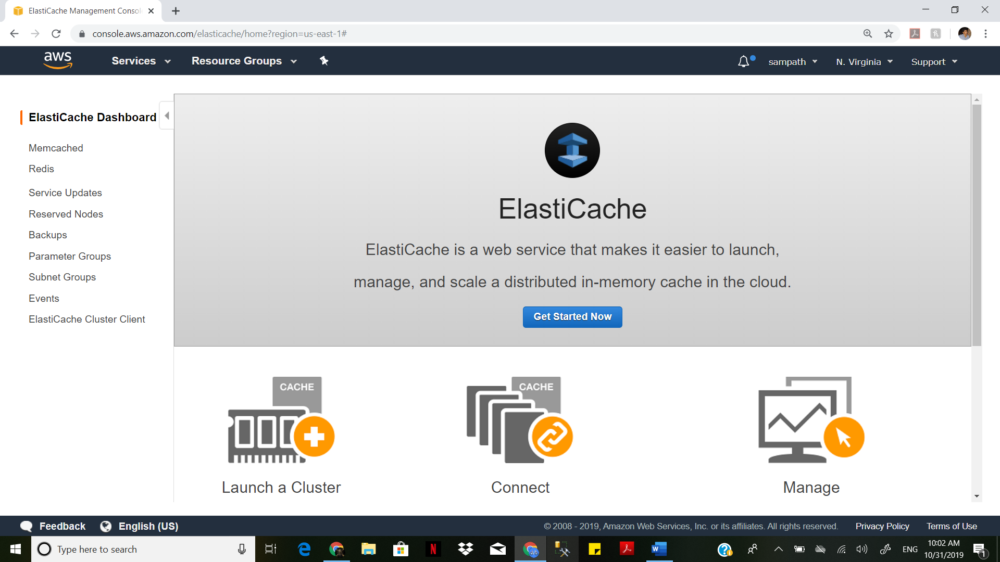 ElastiCache Management Consol
console.aws.amazon.com/elasticache/home?region=us-east-1#
aws
Services
Resource Groups
sampath
N. Virginia
Support
ElastiCache Dashboard
Memcached
Redis
Service Updates
Reserved Nodes
Backups
Parameter Groups
Subnet Groups
Events
ElastiCache Cluster Client
ElastiCache
ElastiCache is a web service that makes it easier to launch,
manage, and scale a distributed in-memory cache in the cloud.
Get Started Now
CACHE
CACHE
Launch a Cluster
Connect
Manage
Feedback
English (US)
© 2008 - 2019, Amazon Web Services, Inc. or its affiliates. All rights reserved.
Privacy Policy
Terms of Use
Type here to search
ENG
10:02 AM
10/31/2019
1